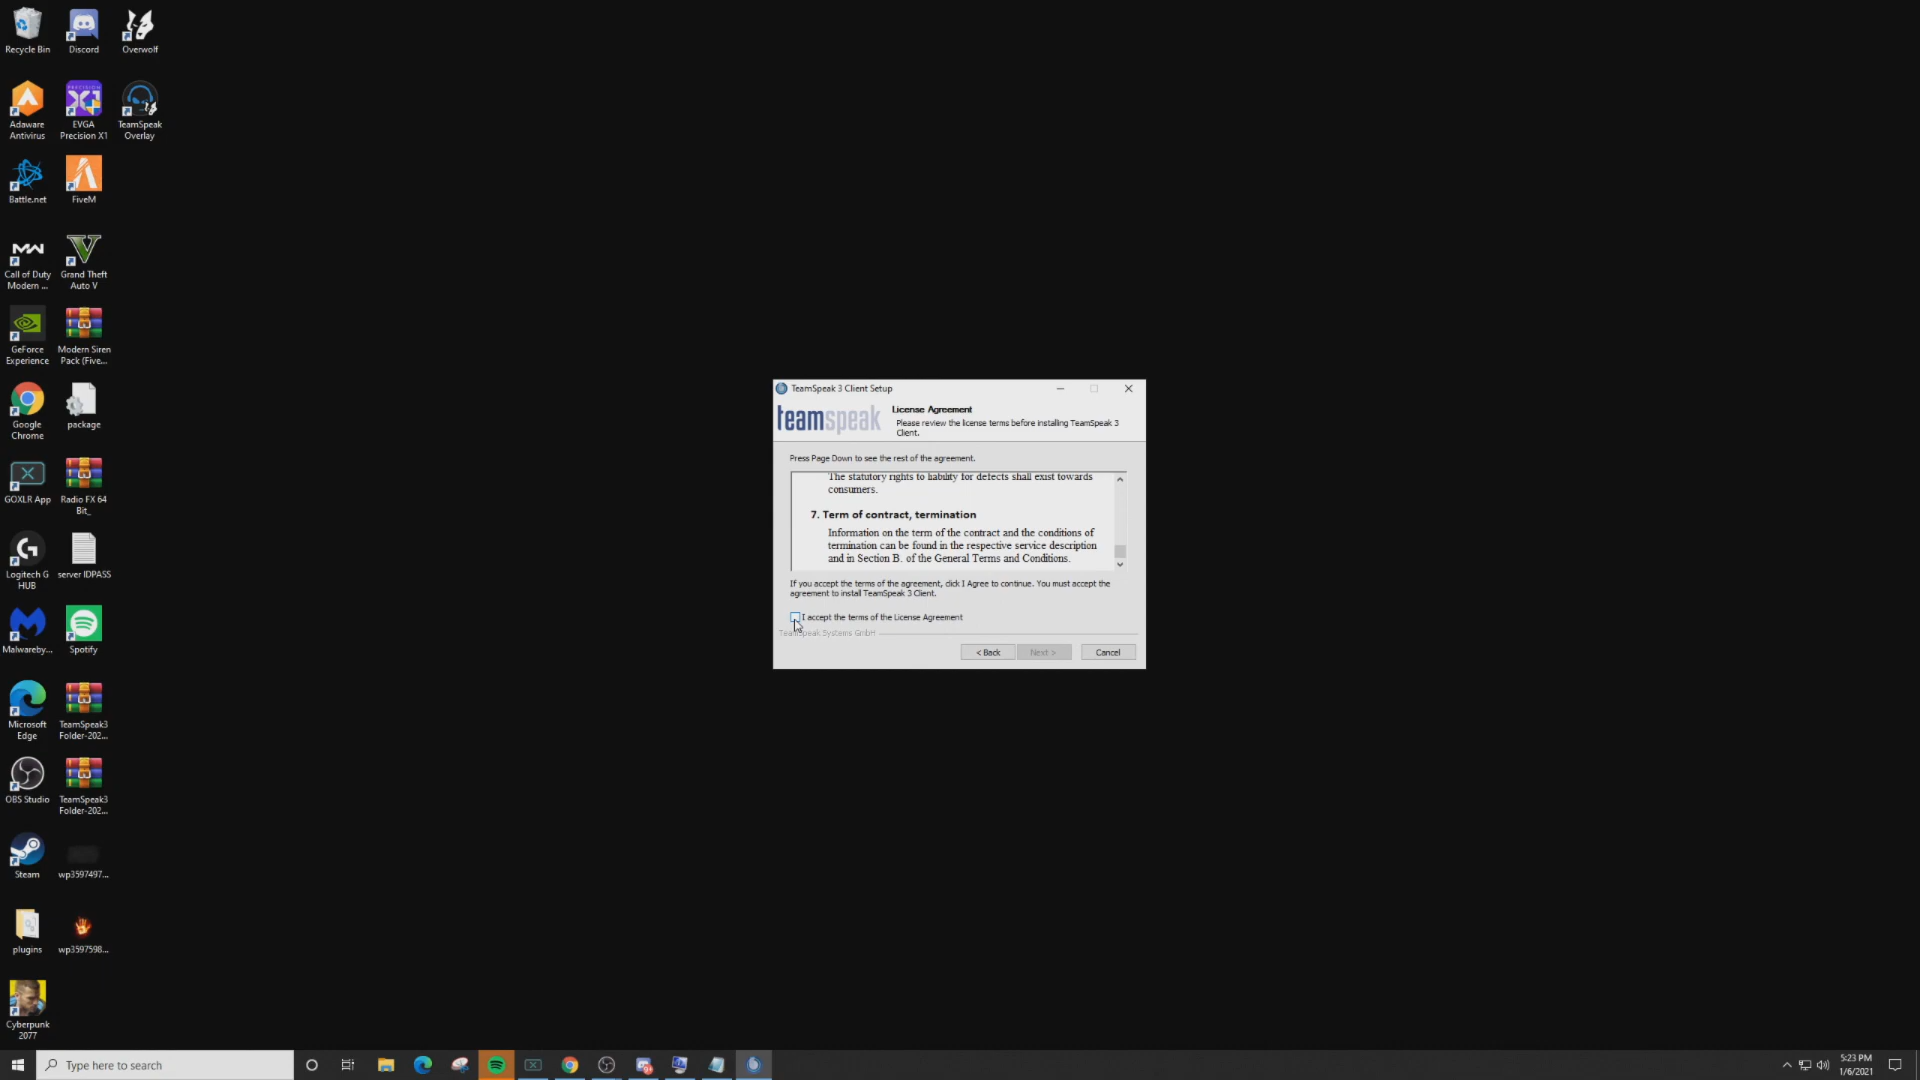 Recycle Bin
Discord
Overwolf
Adaware
Antivirus
EVGA
Precision X1
TeamSpeak
Overlay
Battle.net
FiveM
Call of Duty
Modern ...
Grand Theft
Auto V
GeForce
Experience
Modern Siren
Pack (Five...
Google
Chrome
package
GOXLR App
Radio FX 64
Bit_
Logitech G
HUB
server IDPASS
Malwareby...
Spotify
Microsoft
Edge
TeamSpeak3
Folder-202...
OBS Studio
TeamSpeak3
Folder-202...
Steam
wp3597497...
plugins
wp3597598...
Cyberpunk
2077
TeamSpeak 3 Client Setup
teamspeak
License Agreement
Please review the license terms before installing TeamSpeak 3
Client.
Press Page Down to see the rest of the agreement.
The statutory rights to liability for defects shall exist towards
consumers.
7. Term of contract, termination
Information on the term of the contract and the conditions of
termination can be found in the respective service description
and in Section B. of the General Terms and Conditions.
If you accept the terms of the agreement, click I Agree to continue. You must accept the
agreement to install TeamSpeak 3 Client.
I accept the terms of the License Agreement
TeamSpeak Systems GmbH
< Back
Next >
Cancel
Type here to search
5:23 PM
1/6/2021